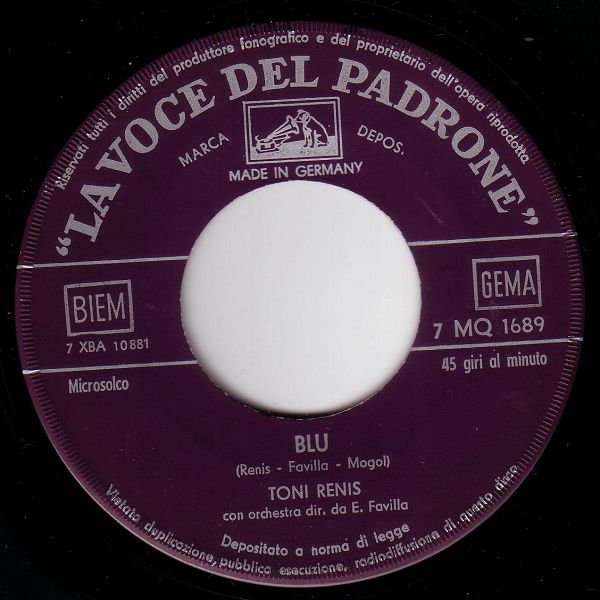 Riservati tutti i diritti del produttore fonografico e del proprietario dell'opera riprodotta
"LA VOCE DEL PADRONE"
MARCA DEPOS.
MADE IN GERMANY
BIEM
GEMA
7 XBA 10881
7 MQ 1689
Microsolco
45 giri al minuto
BLU
(Renis - Favilla - Mogol)
TONI RENIS
con orchestra dir. da E. Favilla
Depositato a norma di legge
Vietata duplicazione, pubblica esecuzione, radiodiffusione di questo disco